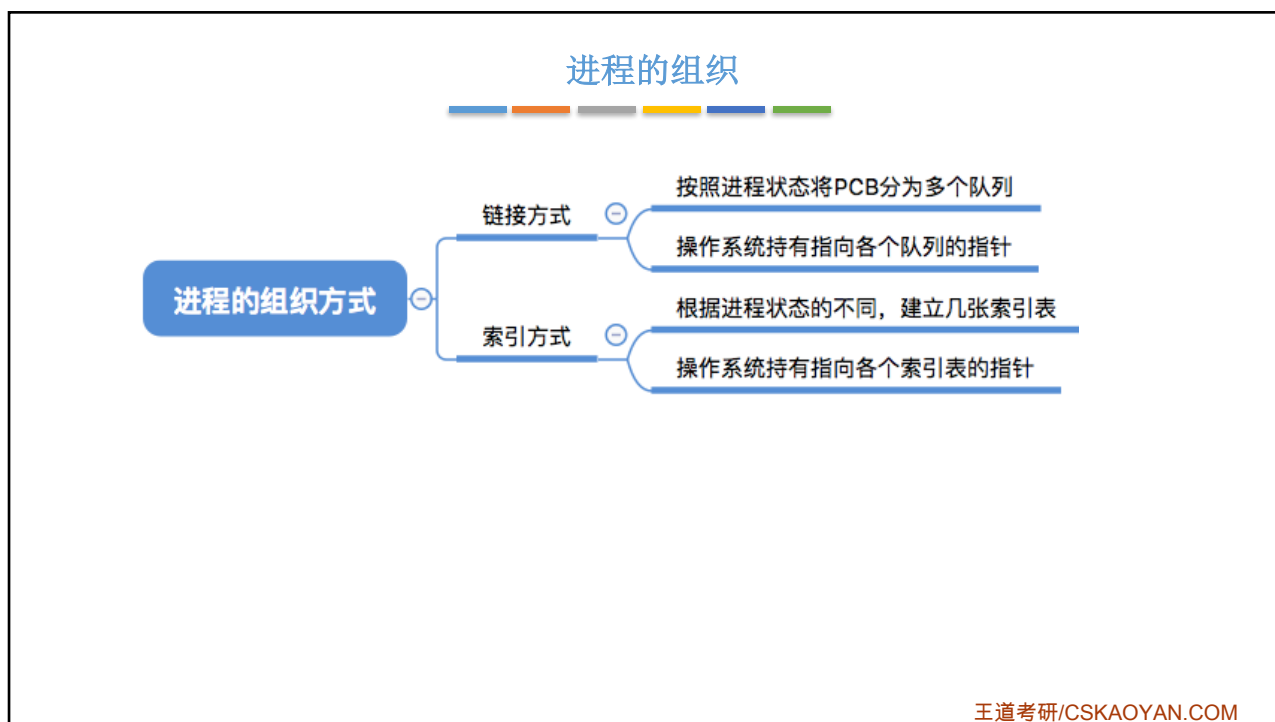 进程的组织
按照进程状态将PCB分为多个队列
链接方式
操作系统持有指向各个队列的指针
进程的组织方式
根据进程状态的不同，建立几张索引表
索引方式
操作系统持有指向各个索引表的指针
王道考研/CSKAOYAN.COM